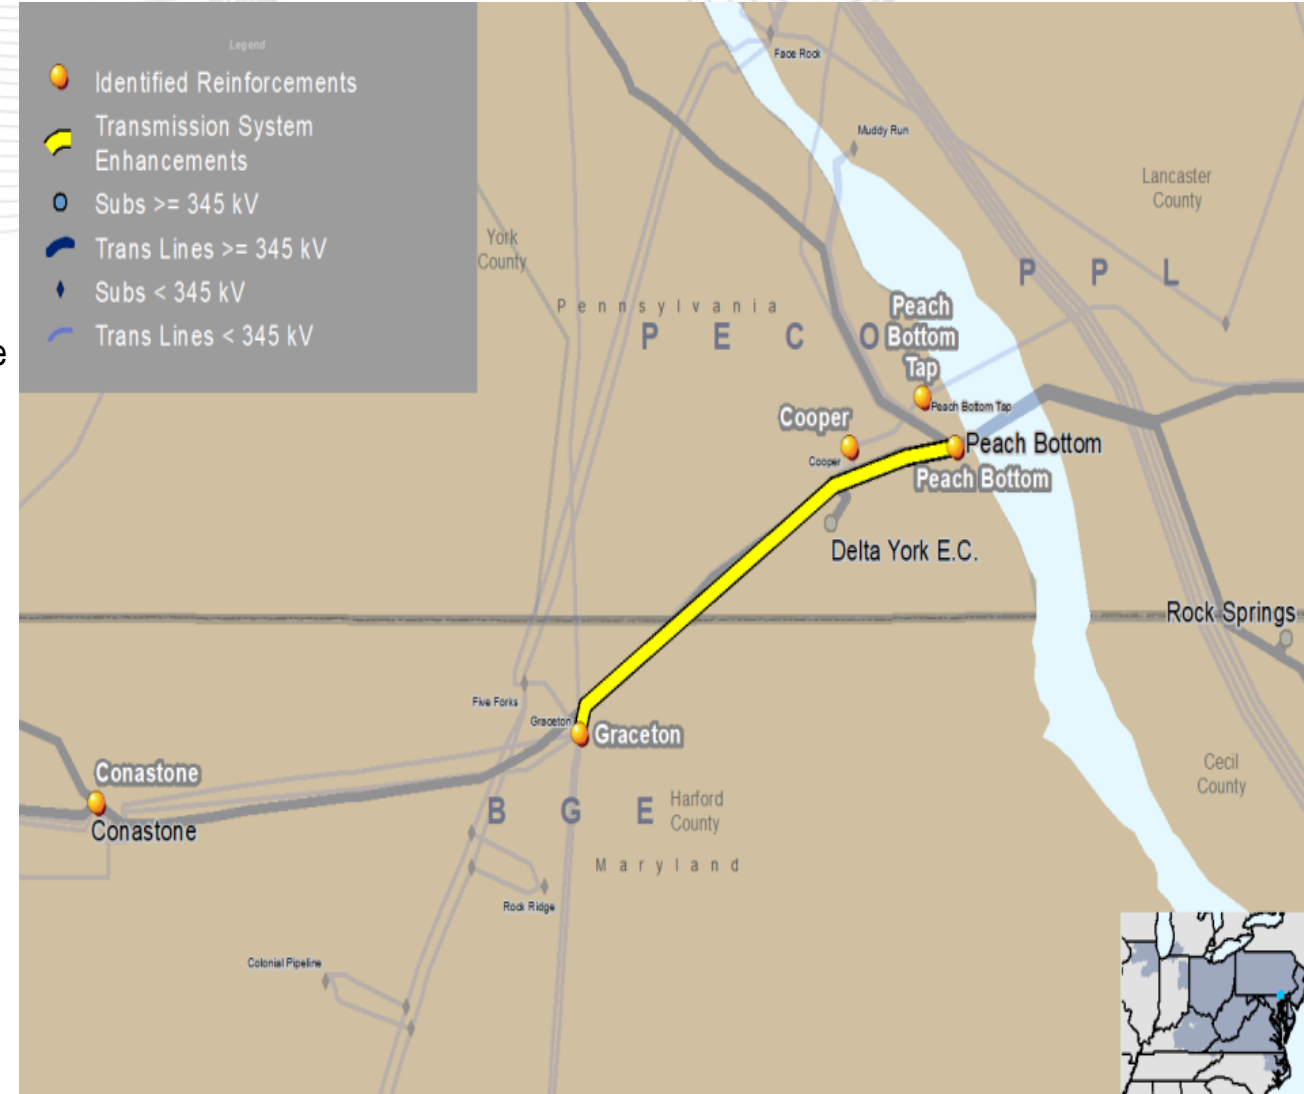 Legend
Identified Reinforcements
Transmission System
Enhancements
Subs >= 345 kV
Trans Lines >= 345 kV
Subs < 345 kV
Trans Lines < 345 kV
e
Face Rock
Muddy Run
Lancaster
County
York
County
PPL
Pennsylvania
PECO
Peach
Bottom
Tap
Peach Bottom Tap
Cooper
Cooper
Peach Bottom
Peach Bottom
Delta York E.C.
Rock Springs
Five Forks
Graceton
Graceton
Conastone
Conastone
Cecil
County
BGE
Harford
County
Maryland
Rock Ridge
Colonial Pipeline